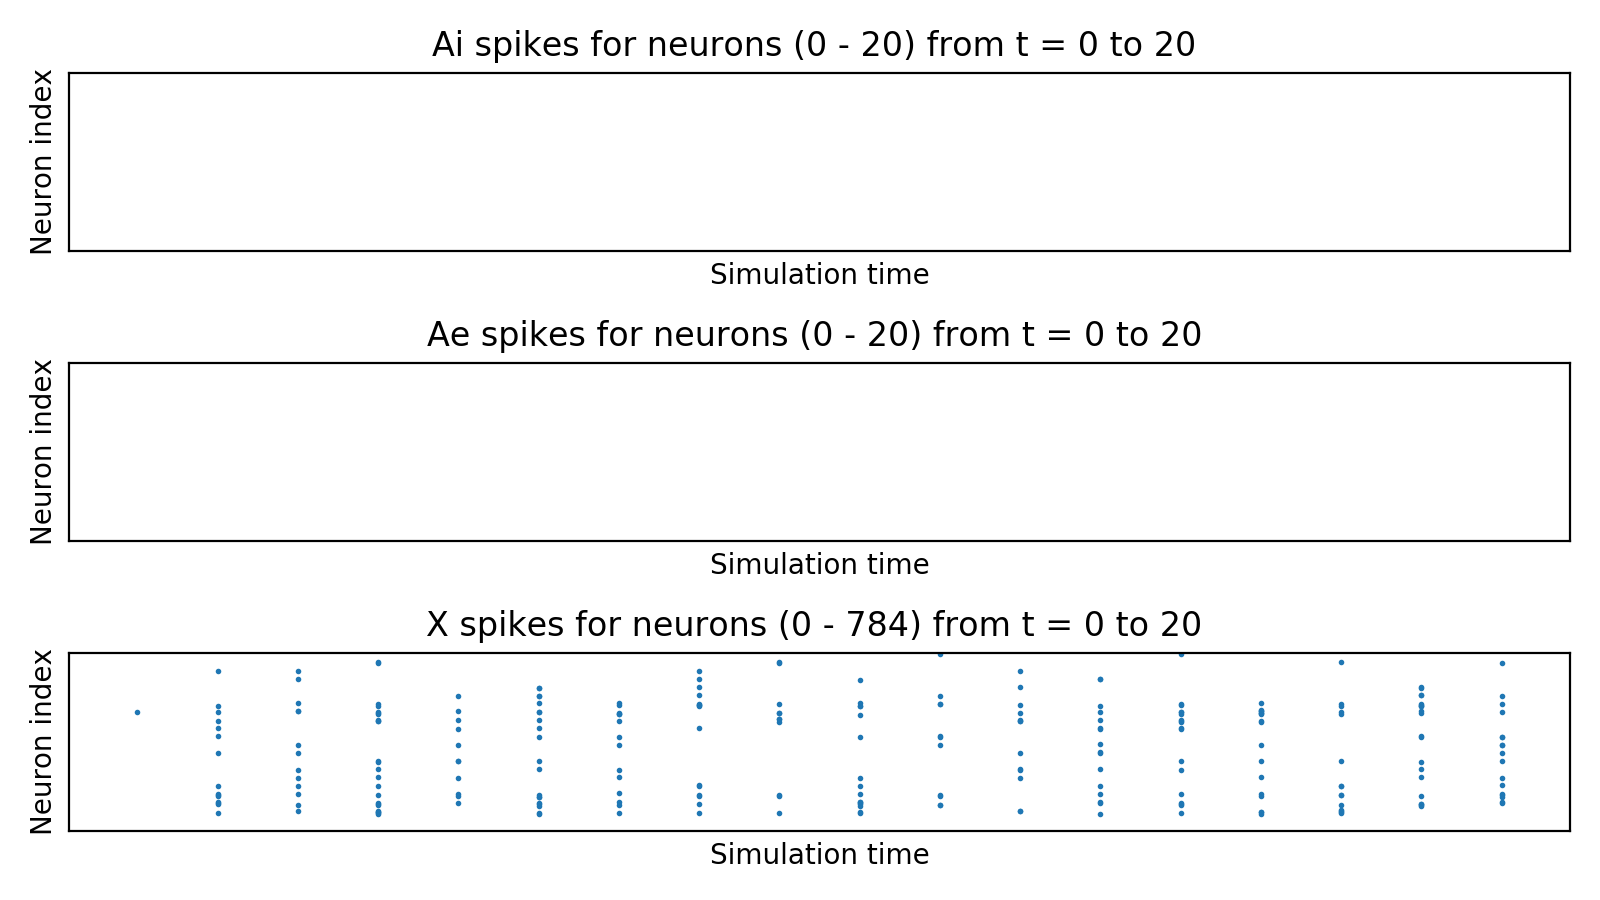 Ai spikes for neurons (0 - 20) from t = 0 to 20
Neuron index
Simulation time
Ae spikes for neurons (0 - 20) from t = 0 to 20
Neuron index
Simulation time
X spikes for neurons (0 - 784) from t = 0 to 20
Neuron index
Simulation time